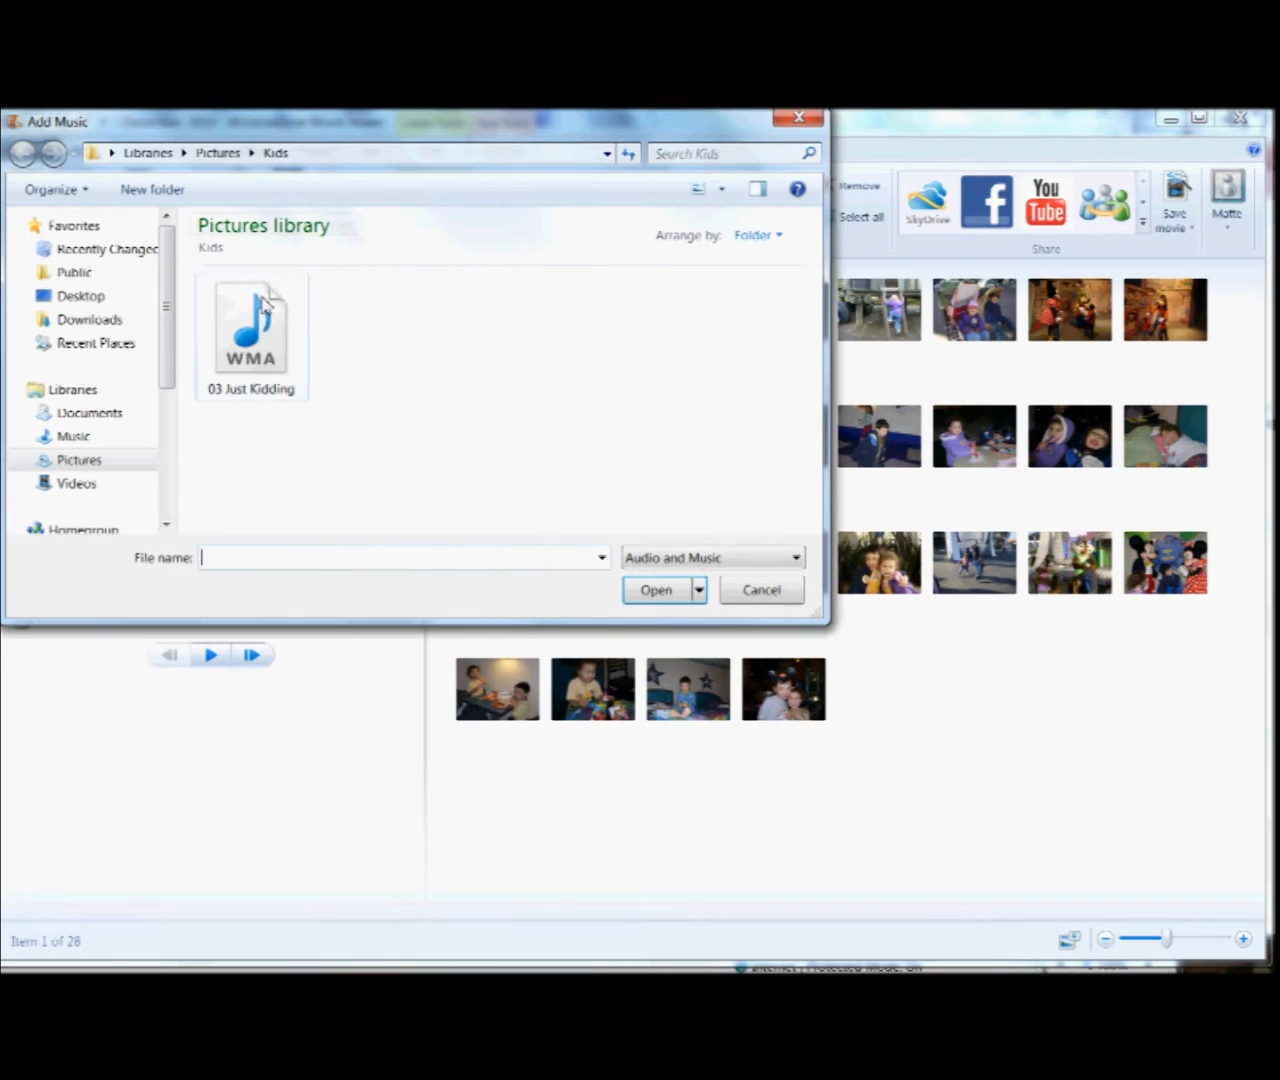 Add Music
Libraries Pictures Kids
Search Kids
Organize New folder
Favorites
Recently Changed
Public
Desktop
Downloads
Recent Places
Libraries
Documents
Music
Pictures
Videos
Homegroup
Pictures library
Kids
Arrange by: Folder
WMA
03 Just Kidding
File name:
Audio and Music
Open Cancel
Remove
Select all
SkyDrive
f
You
Tube
Save
movie
Matte
Share
Item 1 of 28